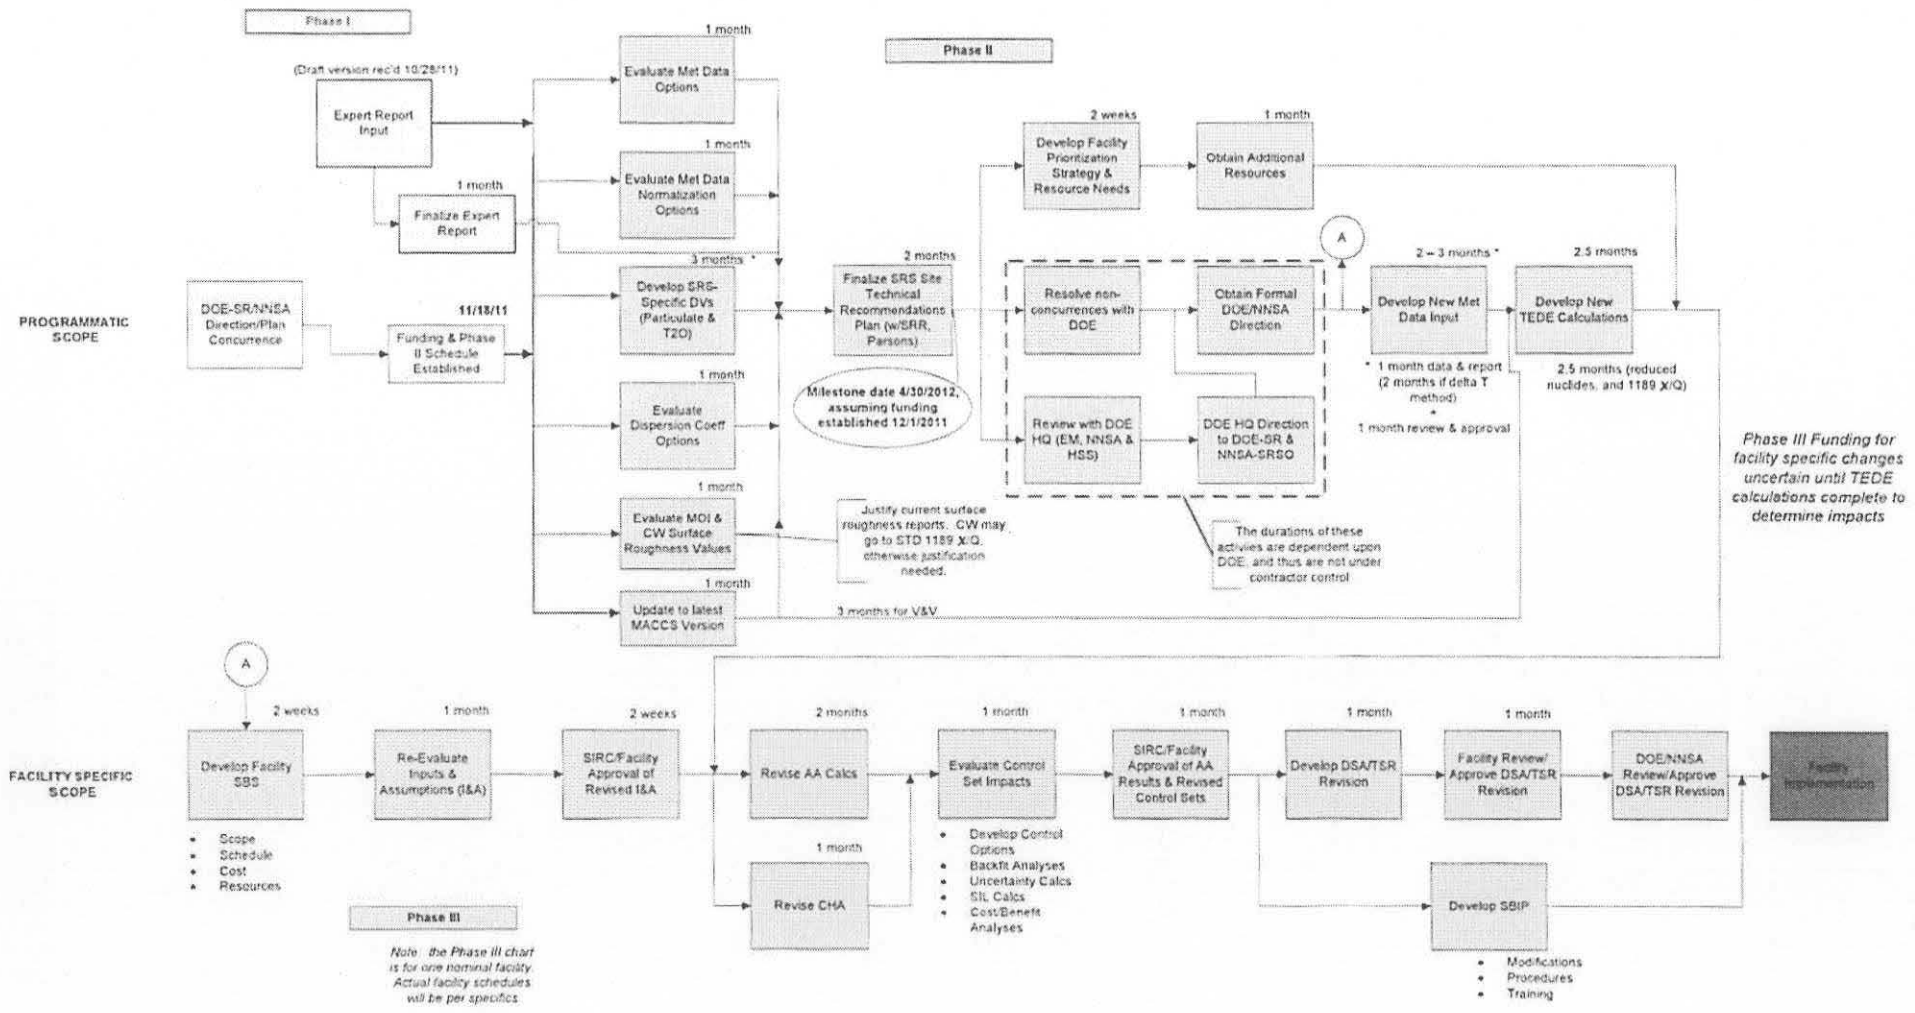 Phase I
(Draft version rec'd 10/28/11)
Expert Report
Input
1 month
Finalize Expert
Report
PROGRAMMATIC
SCOPE
DOE-SR/NNSA
Direction/Plan
Concurrence
11/18/11
Funding & Phase
II Schedule
Established
1 month
Evaluate Met Data
Options
1 month
Evaluate Met Data
Normalization
Options
3 months *
Develop SRS-
Specific DVs
(Particulate &
T2O)
1 month
Evaluate
Dispersion Coeff
Options
1 month
Evaluate MOI &
CW Surface
Roughness Values
1 month
Update to latest
MACCS Version
Phase II
2 months
Finalize SRS Site
Technical
Recommendations
Plan (w/SRR,
Parsons)
Milestone date 4/30/2012,
assuming funding
established 12/1/2011
Justify current surface
roughness reports. CW may
go to STD 1189 χ/Q,
otherwise justification
needed.
3 months for V&V
2 weeks
Develop Facility
Prioritization
Strategy &
Resource Needs
1 month
Obtain Additional
Resources
Resolve non-
concurrences with
DOE
Obtain Formal
DOE/NNSA
Direction
Review with DOE
HQ (EM, NNSA &
HSS)
DOE HQ Direction
to DOE-SR &
NNSA-SRSO
The durations of these
activiies are dependent upon
DOE, and thus are not under
contractor control
A
2 – 3 months *
Develop New Met
Data Input
* 1 month data & report
(2 months if delta T
method)
*
1 month review & approval
2.5 months
Develop New
TEDE Calculations
2.5 months (reduced
nuclides, and 1189 χ/Q)
Phase III Funding for
facility specific changes
uncertain until TEDE
calculations complete to
determine impacts
A
FACILITY SPECIFIC
SCOPE
2 weeks
Develop Facility
SBS
• Scope
• Schedule
• Cost
• Resources
1 month
Re-Evaluate
Inputs &
Assumptions (I&A)
2 weeks
SIRC/Facility
Approval of
Revised I&A
2 months
Revise AA Calcs
1 month
Revise CHA
1 month
Evaluate Control
Set Impacts
• Develop Control
Options
• Backfit Analyses
• Uncertainty Calcs
• SIL Calcs
• Cost/Benefit
Analyses
1 month
SIRC/Facility
Approval of AA
Results & Revised
Control Sets
1 month
Develop DSA/TSR
Revision
1 month
Facility Review/
Approve DSA/TSR
Revision
DOE/NNSA
Review/Approve
DSA/TSR Revision
Facility
Implementation
Develop SBIP
• Modifications
• Procedures
• Training
Phase III
Note: the Phase III chart
is for one nominal facility.
Actual facility schedules
will be per specifics